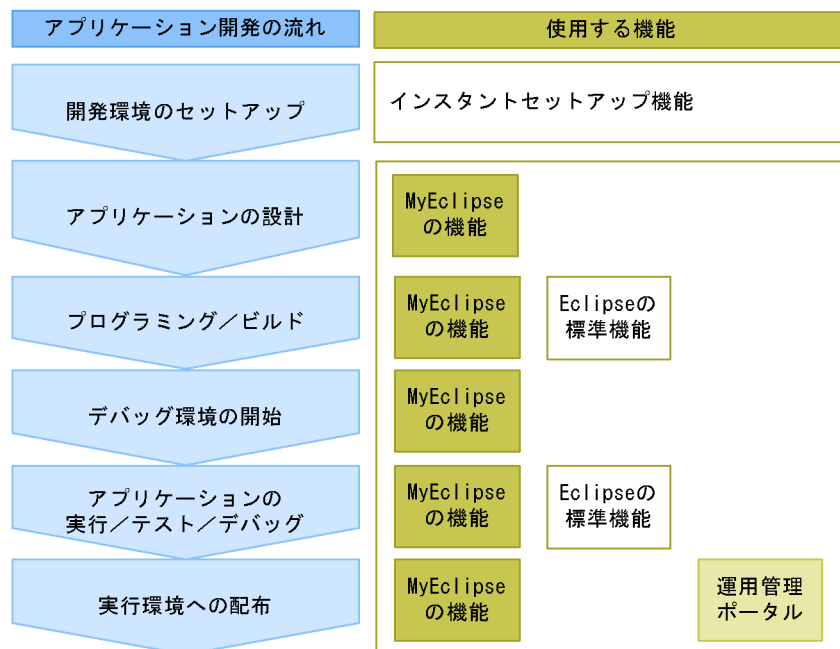 アプリケーション開発の流れ
使用する機能
開発環境のセットアップ
インスタントセットアップ機能
アプリケーションの設計
MyEclipse
の機能
プログラミング／ビルド
MyEclipse
の機能
Eclipseの
標準機能
デバッグ環境の開始
MyEclipse
の機能
アプリケーションの
実行／テスト／デバッグ
MyEclipse
の機能
Eclipseの
標準機能
実行環境への配布
MyEclipse
の機能
運用管理
ポータル